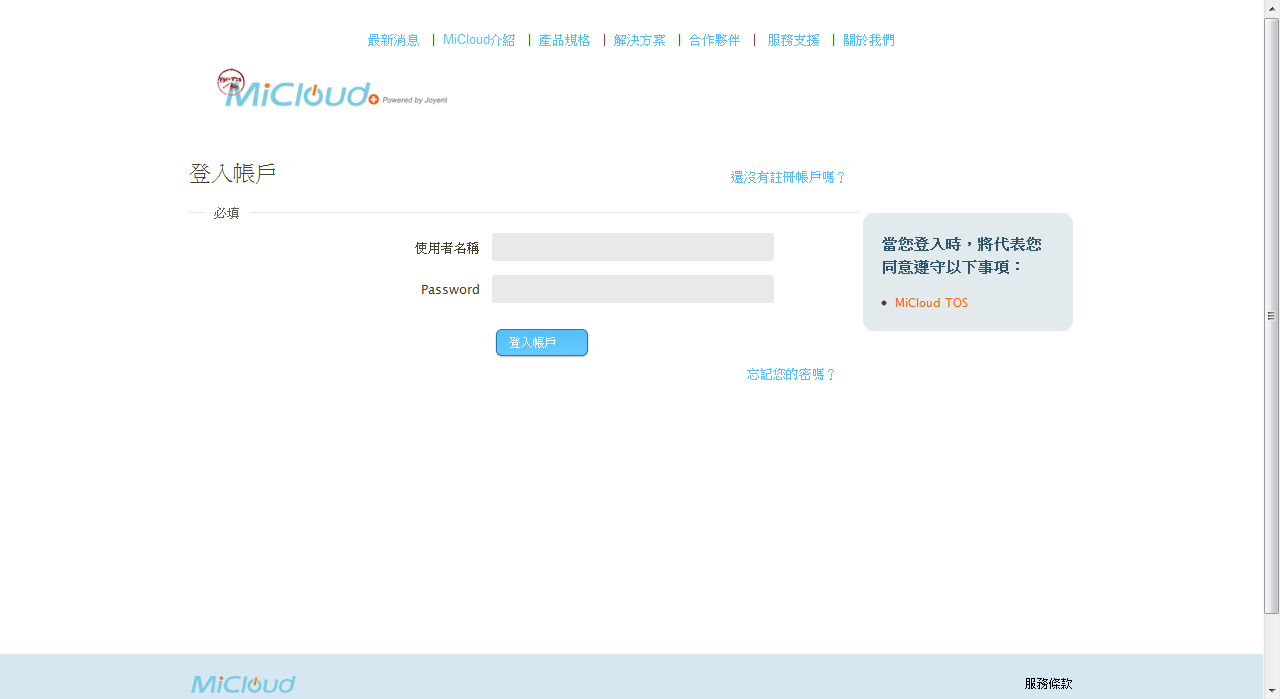 最新消息 | MiCloud介紹 | 產品規格 | 解決方案 | 合作夥伴 | 服務支援 | 關於我們
MiCloud Powered by Joyent
登入帳戶
還沒有註冊帳戶嗎？
必填
使用者名稱
Password
登入帳戶
忘記您的密嗎？
當您登入時，將代表您
同意遵守以下事項：
• MiCloud TOS
MiCloud
服務條款